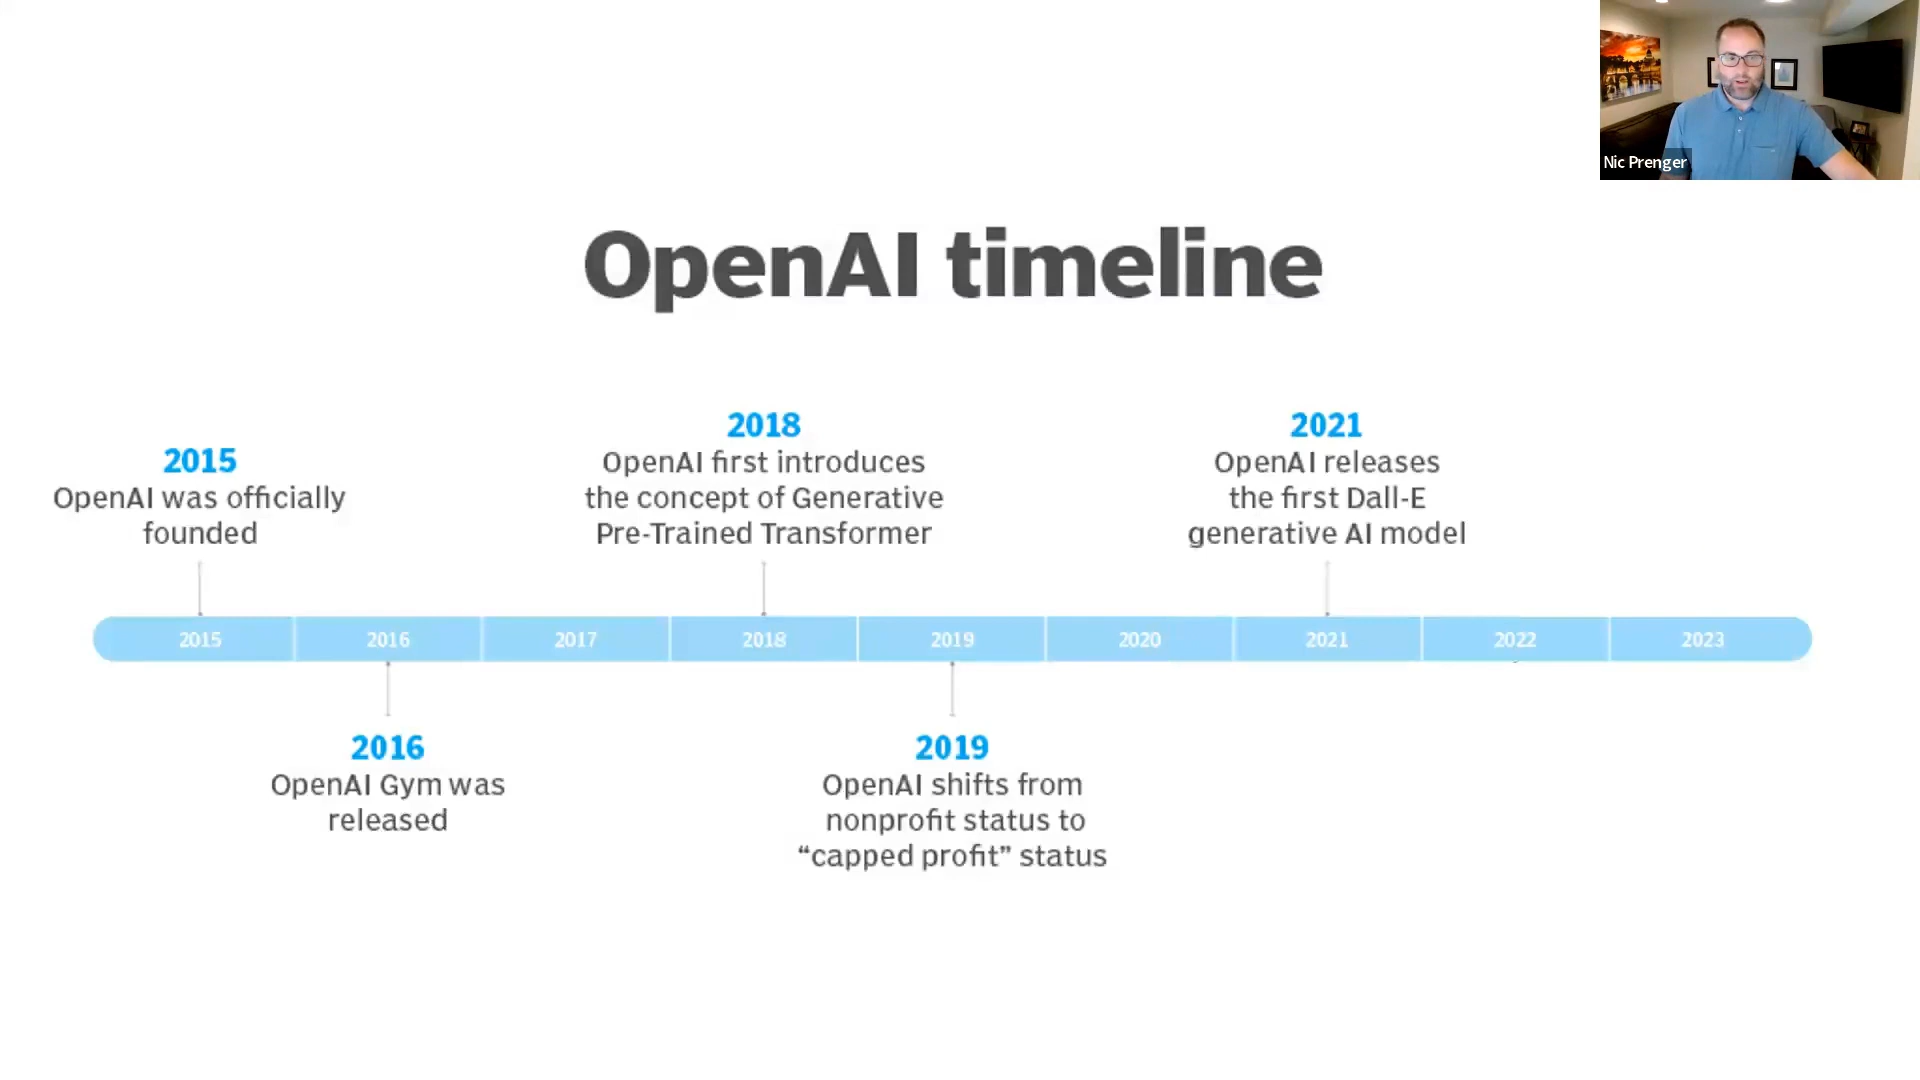 Nic Prenger
OpenAI timeline
2015
OpenAI was officially
founded
2018
OpenAI first introduces
the concept of Generative
Pre-Trained Transformer
2021
OpenAI releases
the first Dall-E
generative AI model
2015 2016 2017 2018 2019 2020 2021 2022 2023
2016
OpenAI Gym was
released
2019
OpenAI shifts from
nonprofit status to
“capped profit” status